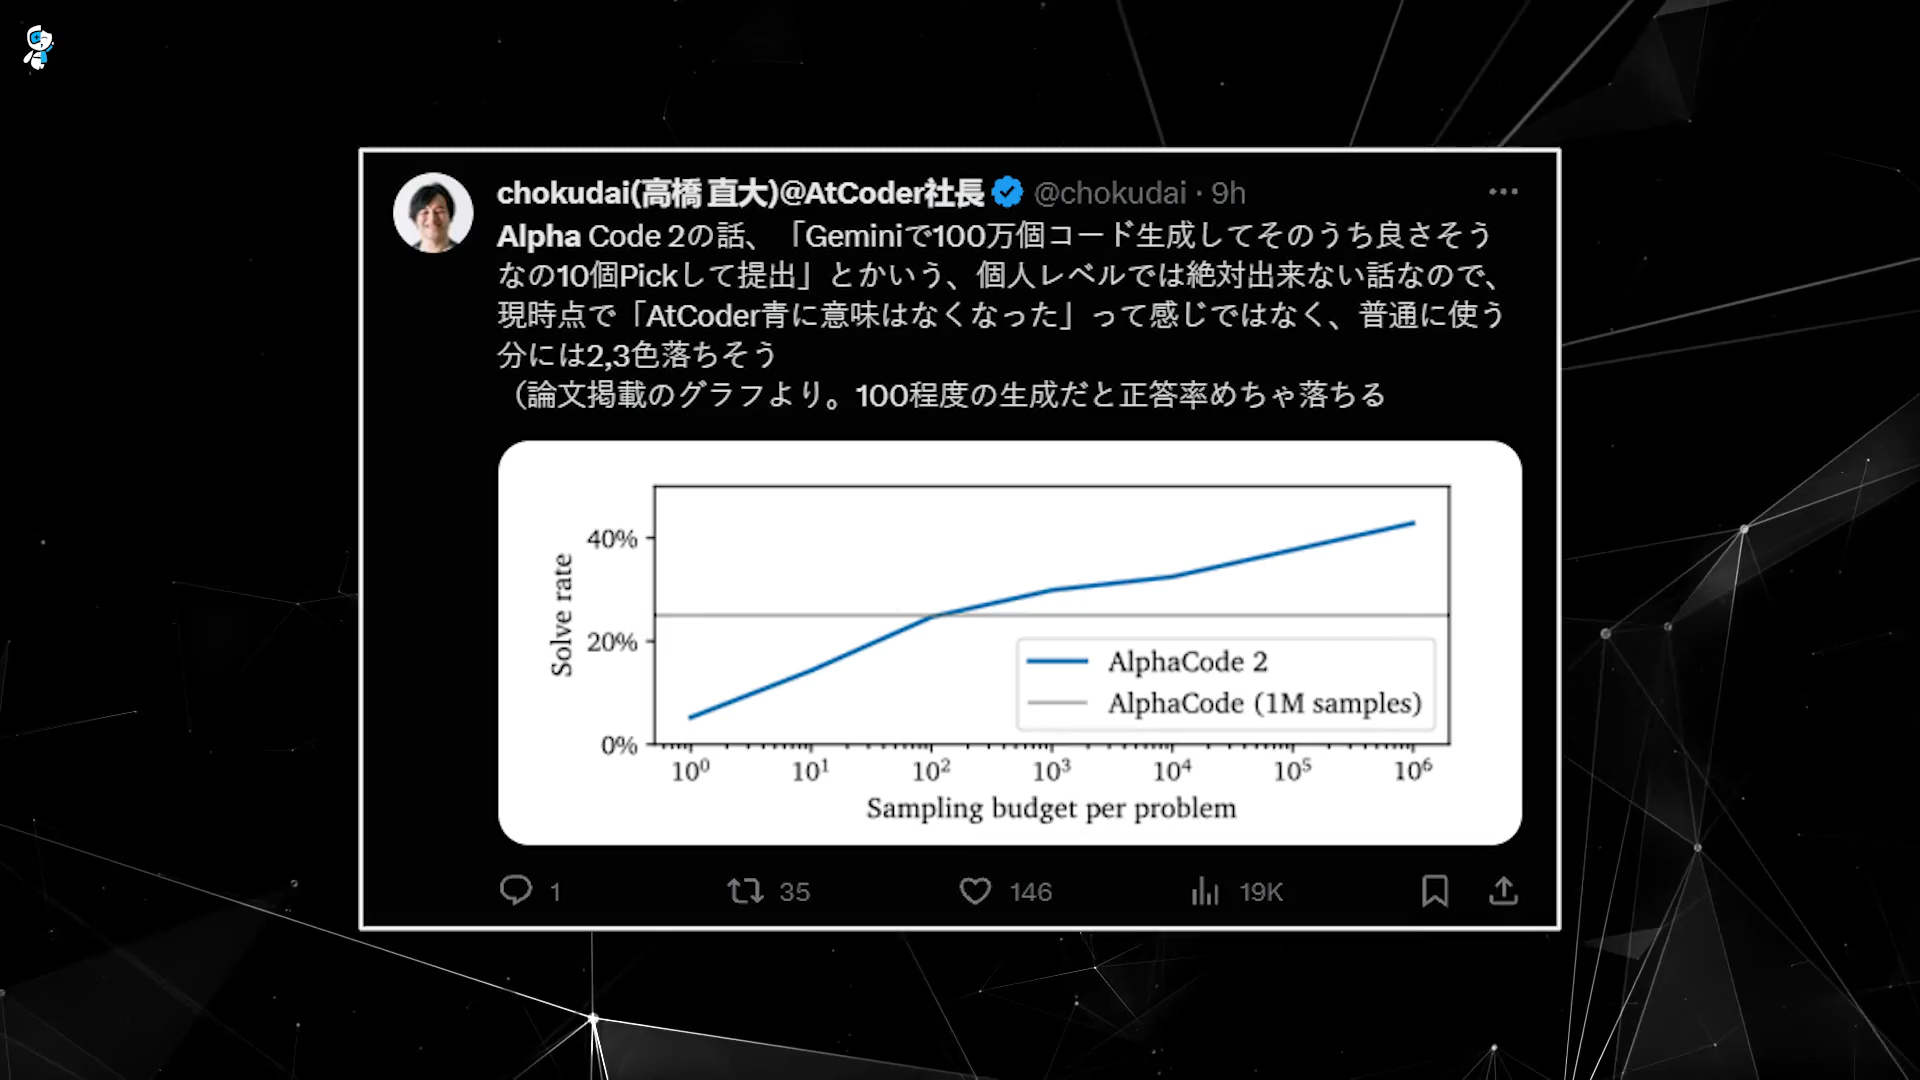 chokudai(高橋 直大)@AtCoder社長 @chokudai · 9h
Alpha Code 2の話、「Geminiで100万個コード生成してそのうち良さそう
なの10個Pickして提出」とかいう、個人レベルでは絶対出来ない話なので、
現時点で「AtCoder青に意味はなくなった」って感じではなく、普通に使う
分には2,3色落ちそう
（論文掲載のグラフより。100程度の生成だと正答率めちゃ落ちる
40%
20%
0%
Solve rate
AlphaCode 2
AlphaCode (1M samples)
10⁰ 10¹ 10² 10³ 10⁴ 10⁵ 10⁶
Sampling budget per problem
1 35 146 19K